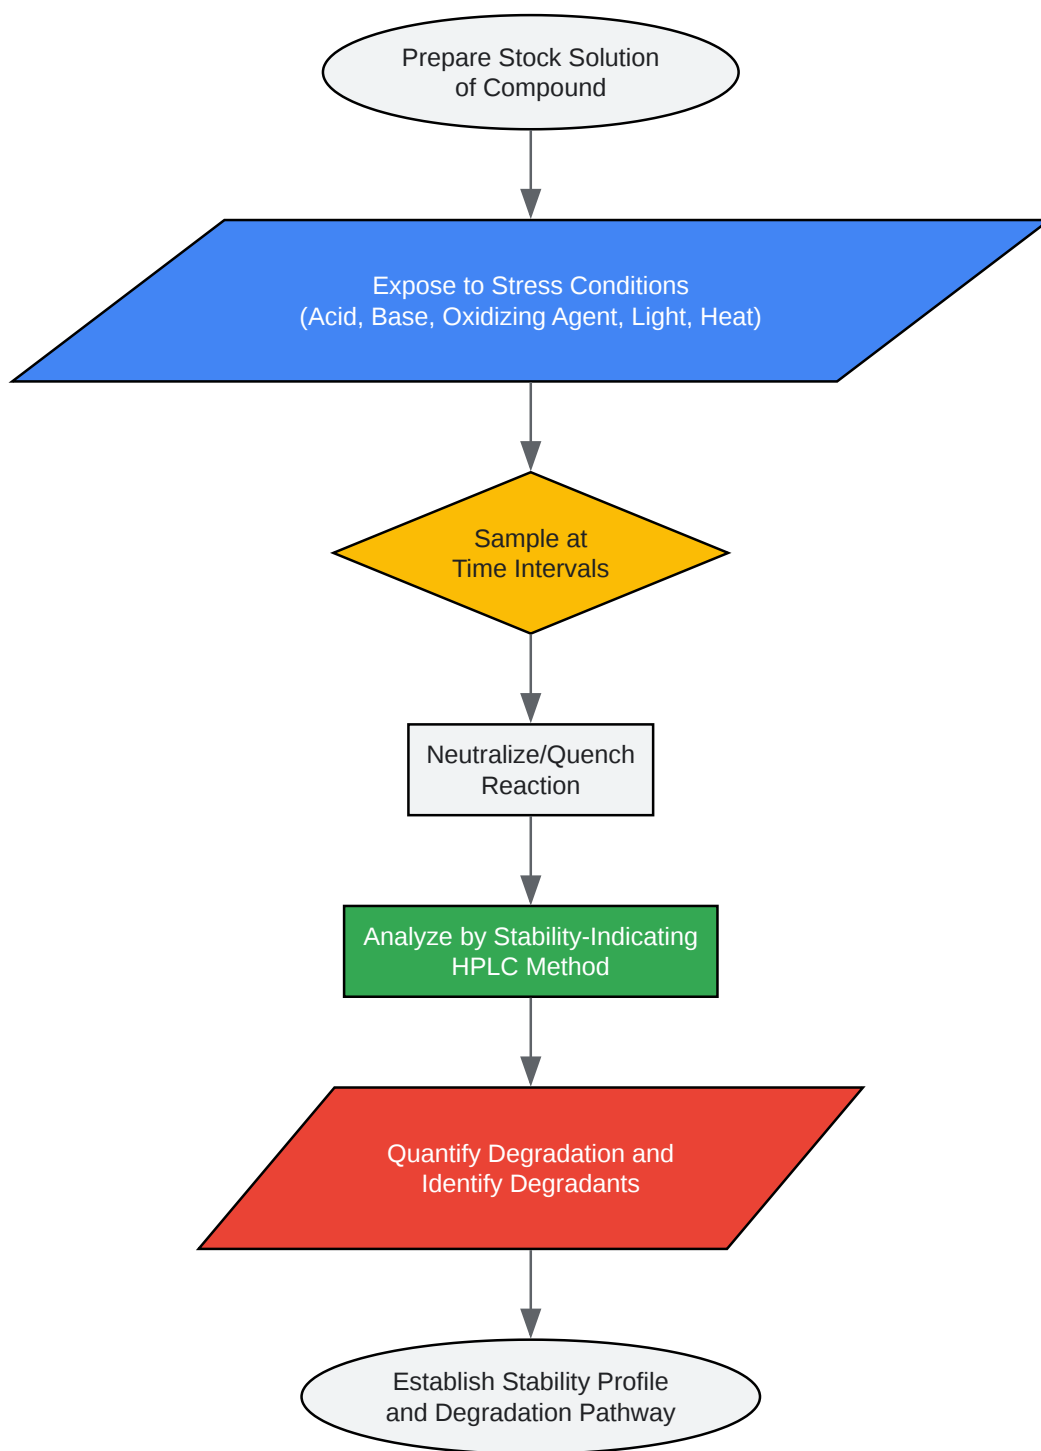 Prepare Stock Solution
of Compound
Expose to Stress Conditions
(Acid, Base, Oxidizing Agent, Light, Heat)
Sample at
Time Intervals
Neutralize/Quench
Reaction
Analyze by Stability-Indicating
HPLC Method
Quantify Degradation and
Identify Degradants
Establish Stability Profile
and Degradation Pathway